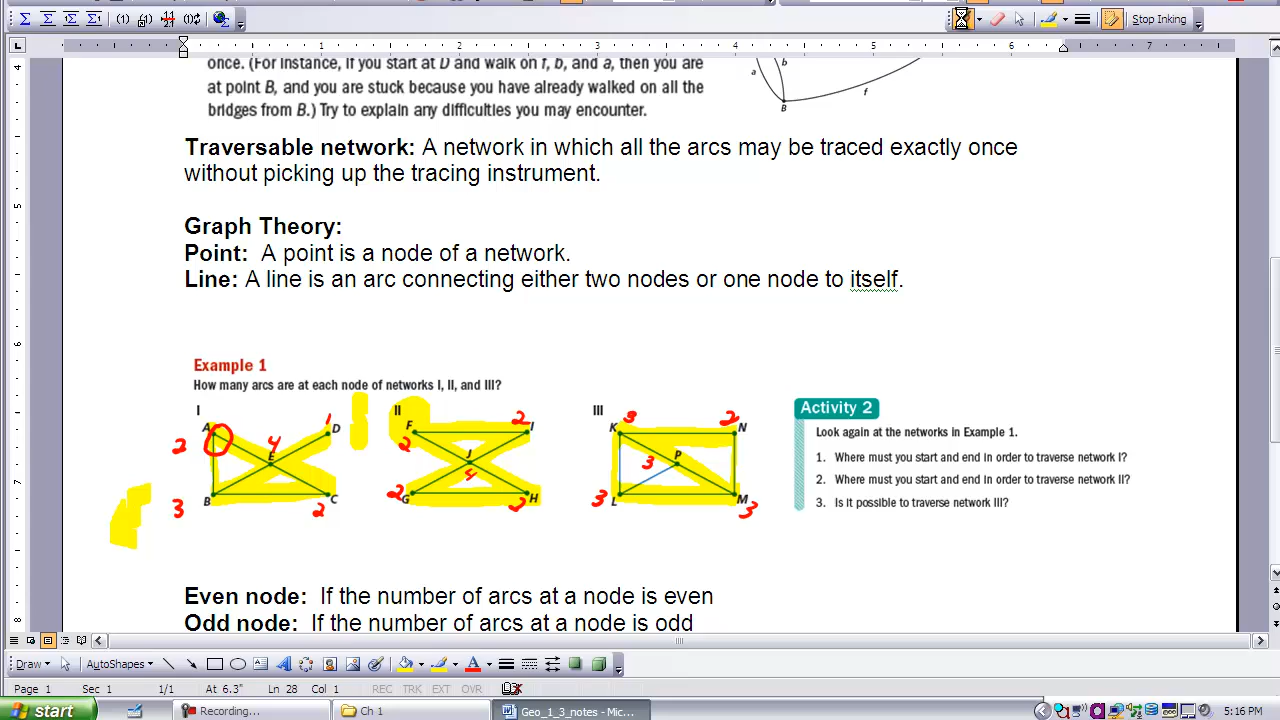 Stop Inking
1 2 3 4 5 6 7
once. (For instance, if you start at D and walk on f, b, and a, then you are
at point B, and you are stuck because you have already walked on all the
bridges from B.) Try to explain any difficulties you may encounter.
a b f B
Traversable network: A network in which all the arcs may be traced exactly once
without picking up the tracing instrument.
Graph Theory:
Point: A point is a node of a network.
Line: A line is an arc connecting either two nodes or one node to itself.
Example 1
How many arcs are at each node of networks I, II, and III?
I
A 2
D 1
E 4
B 3
C 2
II
F 2
I 2
J 4
G 2
H 2
III
K 3
N 2
P 3
L 3
M 3
Activity 2
Look again at the networks in Example 1.
1. Where must you start and end in order to traverse network I?
2. Where must you start and end in order to traverse network II?
3. Is it possible to traverse network III?
Even node: If the number of arcs at a node is even
Odd node: If the number of arcs at a node is odd
Draw AutoShapes
Page 1 Sec 1 1/1 At 6.3" Ln 28 Col 1 REC TRK EXT OVR
start Recording... Ch 1 Geo_1_3_notes - Mic... 5:16 PM